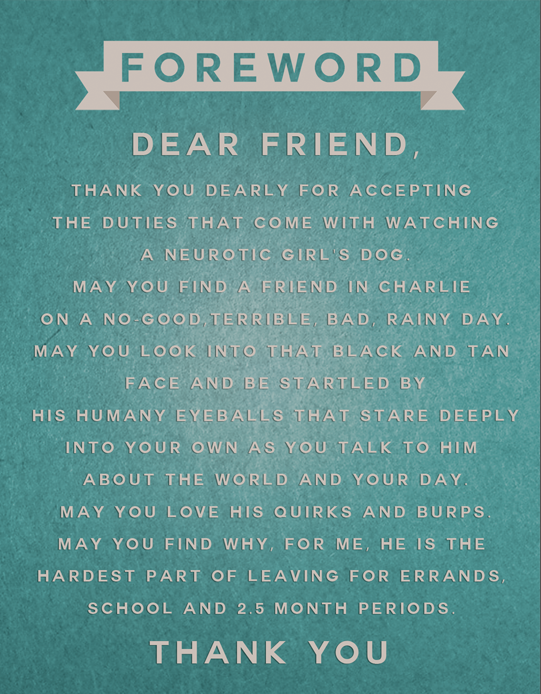 FOREWORD
DEAR FRIEND,
THANK YOU DEARLY FOR ACCEPTING
THE DUTIES THAT COME WITH WATCHING
A NEUROTIC GIRL'S DOG.
MAY YOU FIND A FRIEND IN CHARLIE
ON A NO-GOOD,TERRIBLE, BAD, RAINY DAY.
MAY YOU LOOK INTO THAT BLACK AND TAN
FACE AND BE STARTLED BY
HIS HUMANY EYEBALLS THAT STARE DEEPLY
INTO YOUR OWN AS YOU TALK TO HIM
ABOUT THE WORLD AND YOUR DAY.
MAY YOU LOVE HIS QUIRKS AND BURPS.
MAY YOU FIND WHY, FOR ME, HE IS THE
HARDEST PART OF LEAVING FOR ERRANDS,
SCHOOL AND 2.5 MONTH PERIODS.
THANK YOU